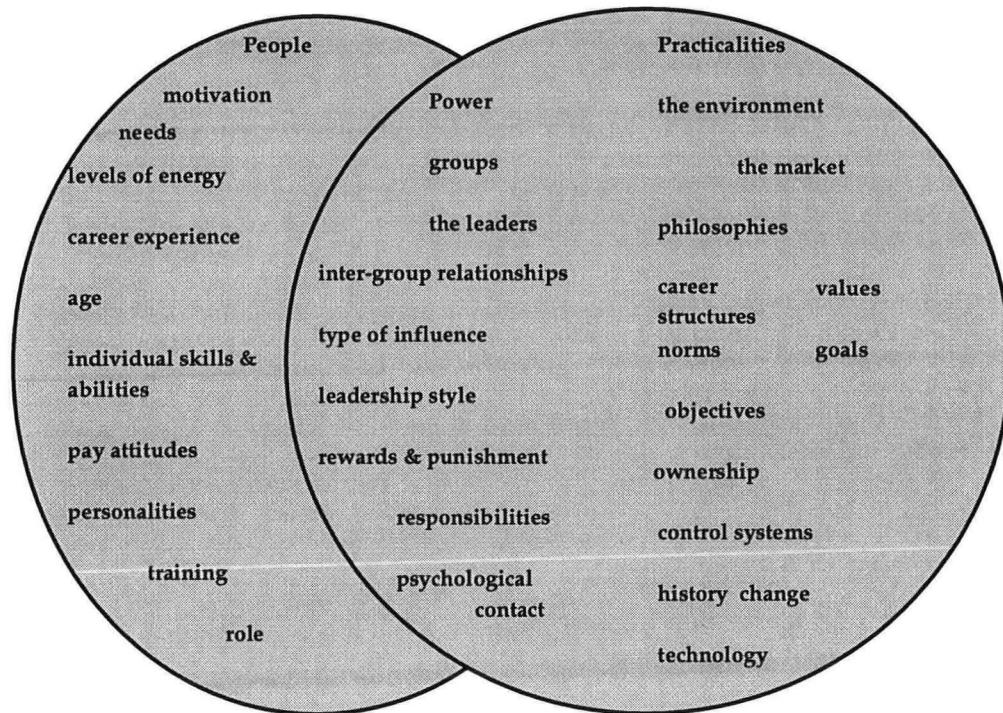 People
motivation
needs
levels of energy
career experience
age
individual skills &
abilities
pay attitudes
personalities
training
role
Power
groups
the leaders
inter-group relationships
type of influence
leadership style
rewards & punishment
responsibilities
psychological
contact
Practicalities
the environment
the market
philosophies
career values
structures
norms goals
objectives
ownership
control systems
history change
technology